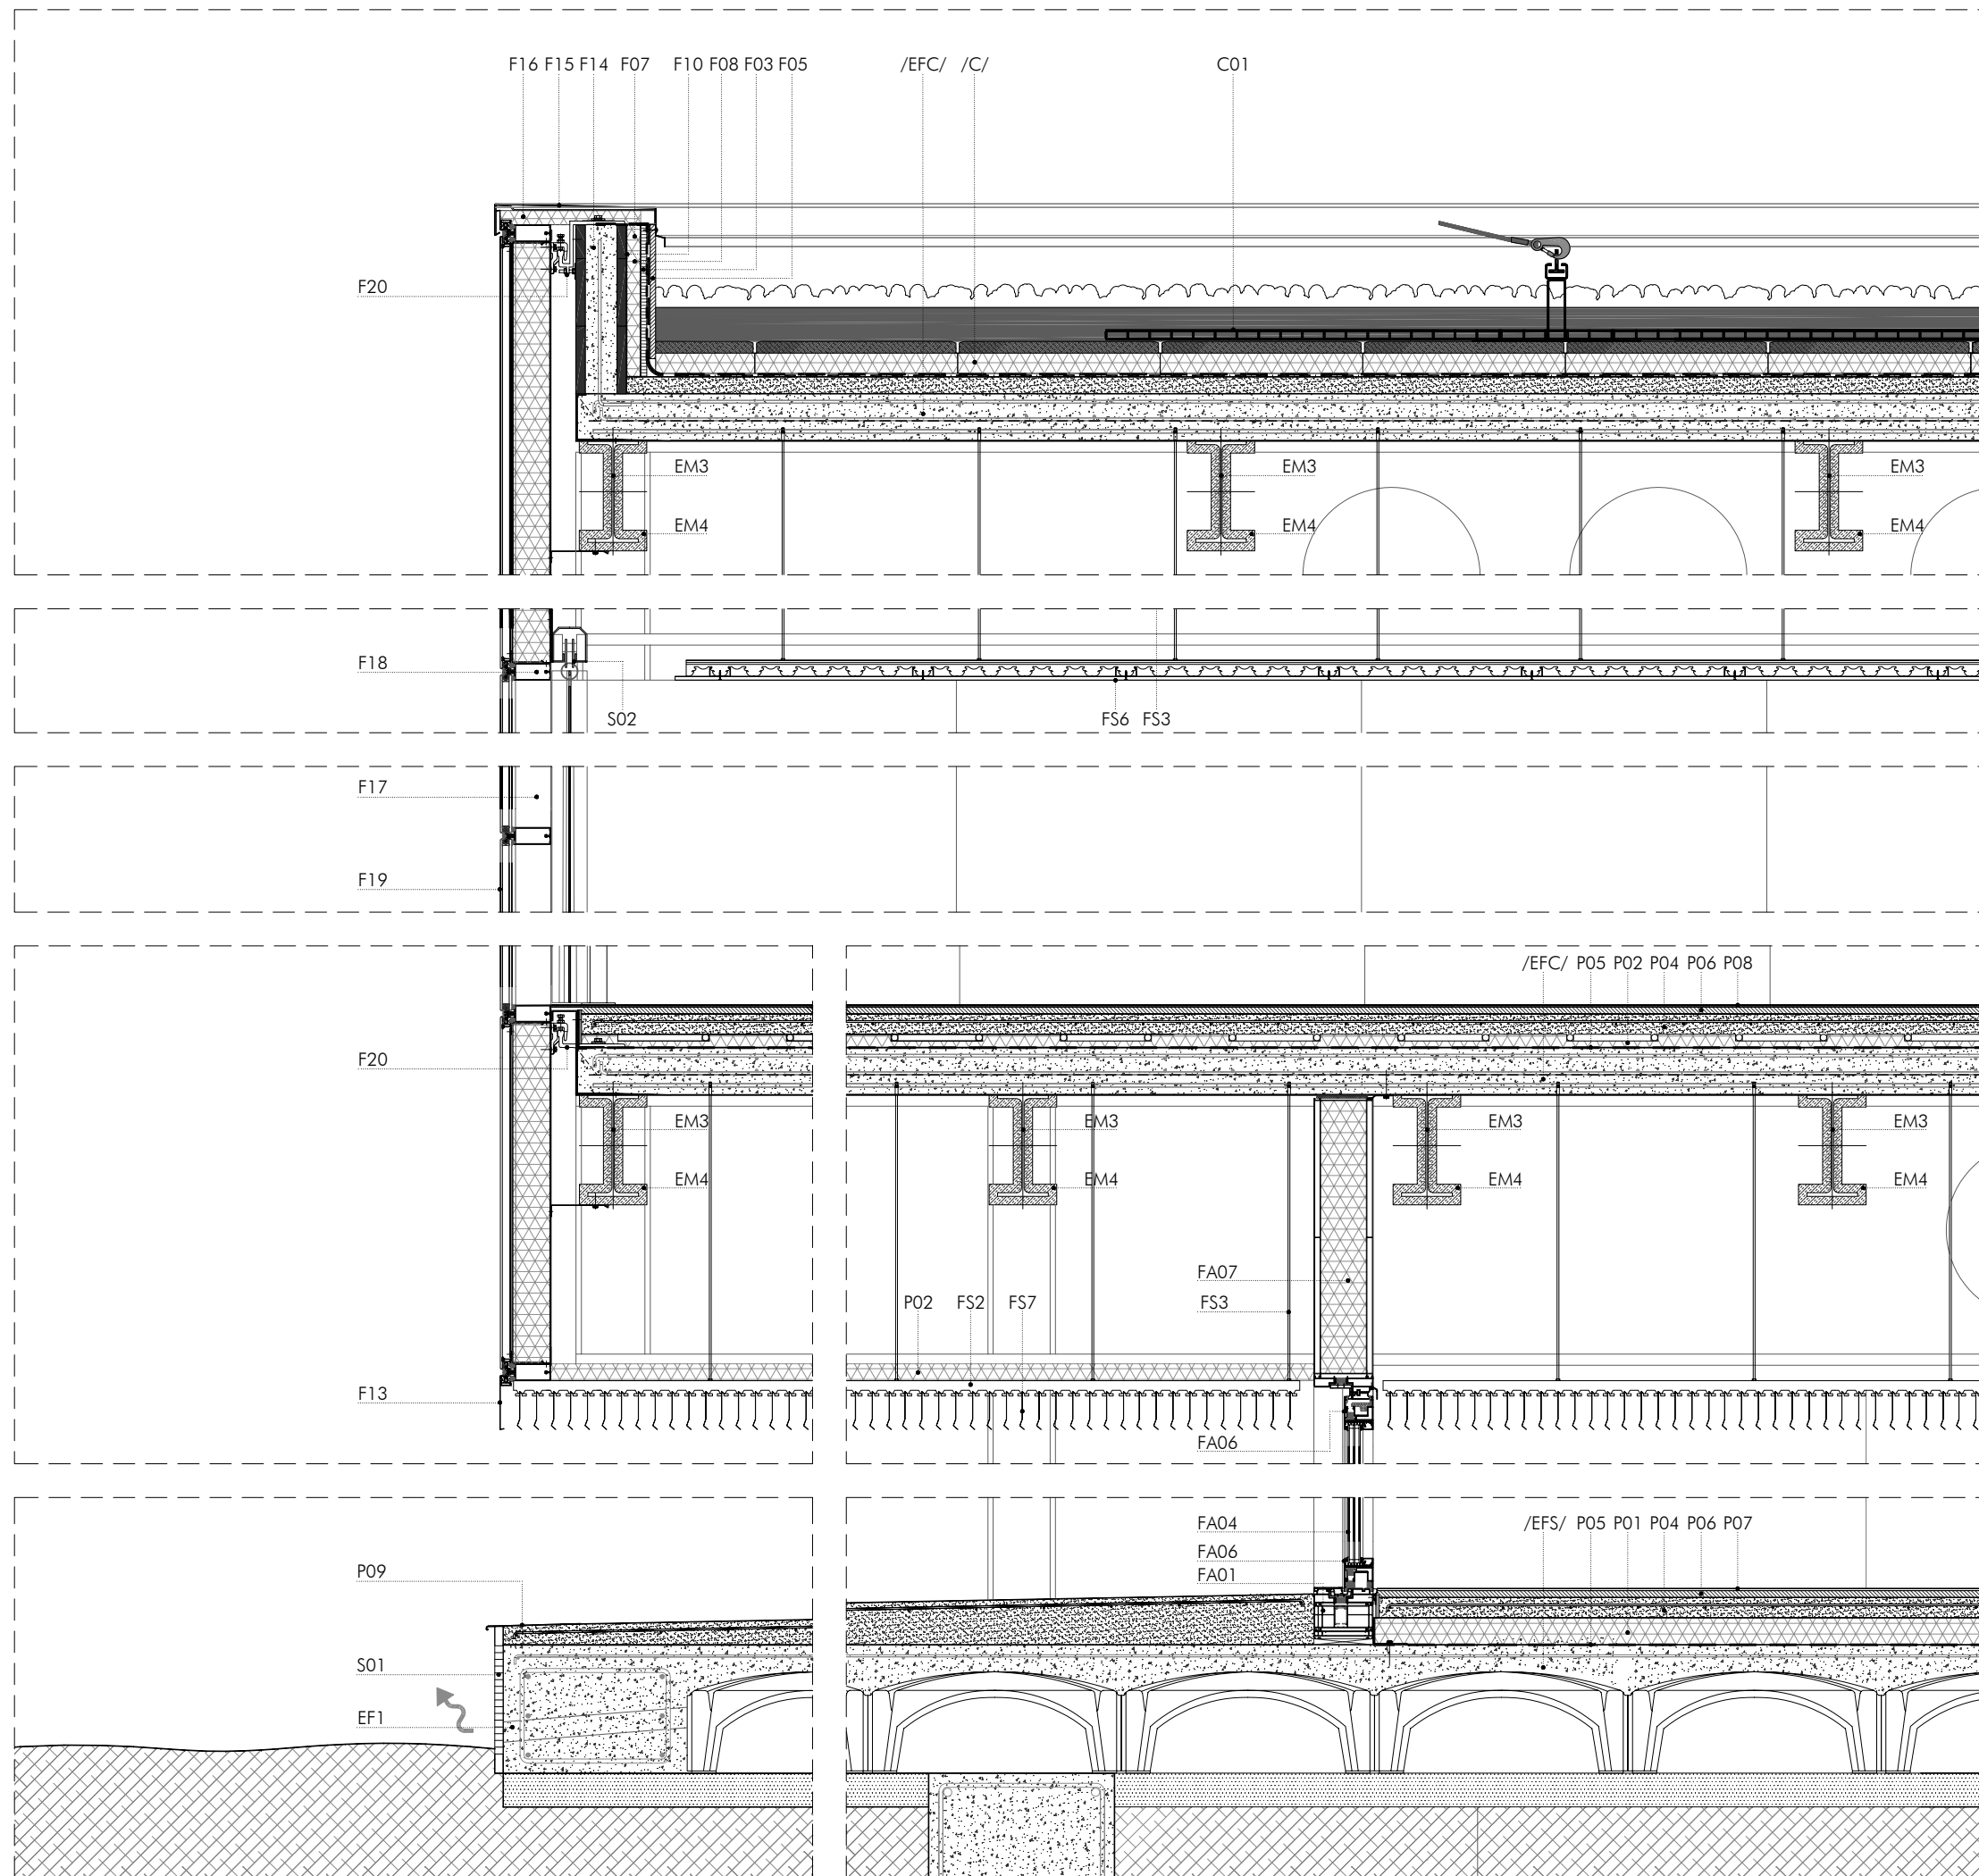 F16 F15 F14 F07 F10 F08 F03 F05 /EFC/ /C/ C01
F20
EM3 EM3 EM3
EM4 EM4 EM4
F18
S02 FS6 FS3
F17
F19
/EFC/ P05 P02 P04 P06 P08
F20
EM3 EM3 EM3 EM3
EM4 EM4 EM4 EM4
FA07
P02 FS2 FS7 FS3
F13
FA06
FA04 /EFS/ P05 P01 P04 P06 P07
FA06
P09 FA01
S01
EF1